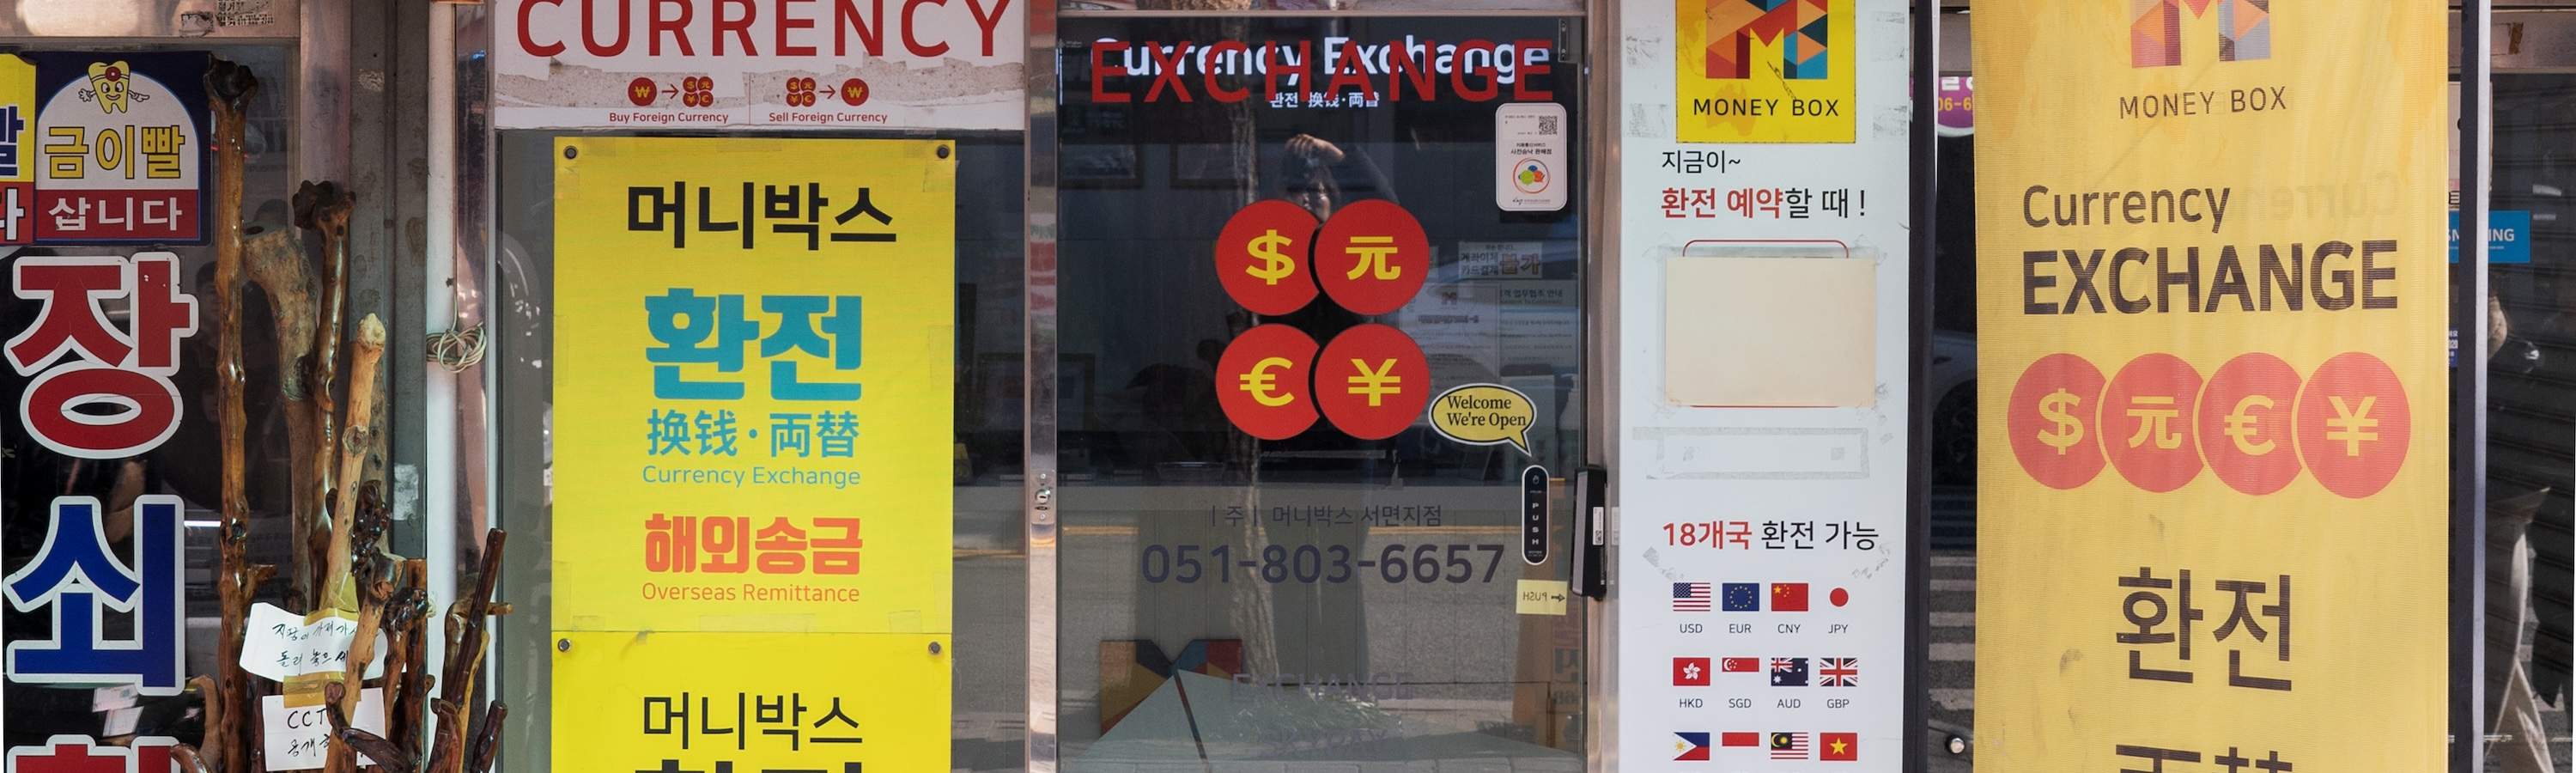 금이빨
삽니다
장
쇠
CCT
CURRENCY
Buy Foreign Currency
Sell Foreign Currency
머니박스
환전
换钱·両替
Currency Exchange
해외송금
Overseas Remittance
머니박스
Currency Exchange
EXCHANGE
환전·换钱·両替
$ 元
€ ¥
Welcome
We're Open
PUSH
머니박스 서면지점
051-803-6657
PUSH
EXCHANGE
MONEY BOX
지금이~
환전 예약할 때!
18개국 환전 가능
USD EUR CNY JPY
HKD SGD AUD GBP
MONEY BOX
Currency
EXCHANGE
$ 元 € ¥
환전